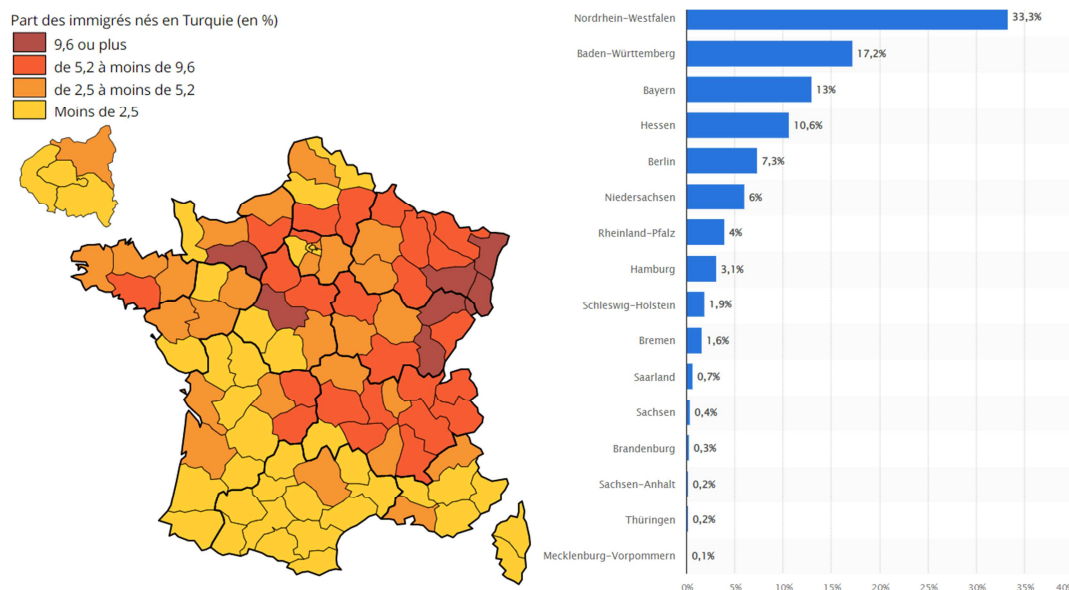 Part des immigrés nés en Turquie (en %)
9,6 ou plus
de 5,2 à moins de 9,6
de 2,5 à moins de 5,2
Moins de 2,5
Nordrhein-Westfalen 33,3%
Baden-Württemberg 17,2%
Bayern 13%
Hessen 10,6%
Berlin 7,3%
Niedersachsen 6%
Rheinland-Pfalz 4%
Hamburg 3,1%
Schleswig-Holstein 1,9%
Bremen 1,6%
Saarland 0,7%
Sachsen 0,4%
Brandenburg 0,3%
Sachsen-Anhalt 0,2%
Thüringen 0,2%
Mecklenburg-Vorpommern 0,1%
0% 5% 10% 15% 20% 25% 30% 35% 40